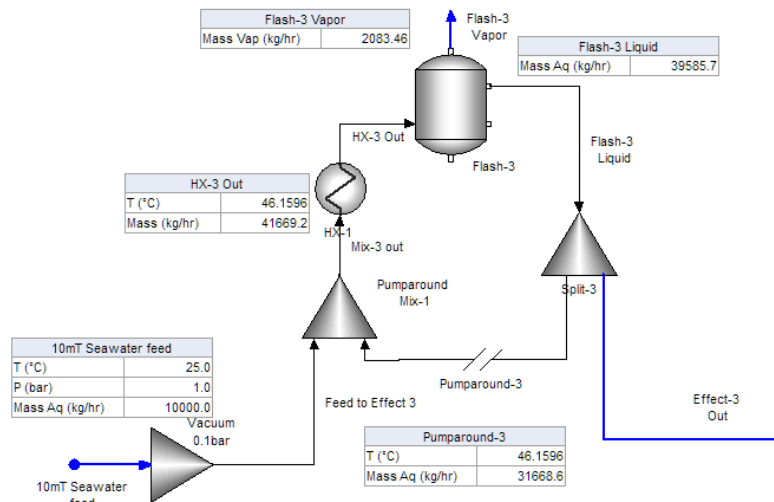 Flash-3 Vapor
Mass Vap (kg/hr) 2083.46
Flash-3
Vapor
Flash-3 Liquid
Mass Aq (kg/hr) 39585.7
HX-3 Out
Flash-3
Flash-3
Liquid
HX-3 Out
T (°C) 46.1596
Mass (kg/hr) 41669.2
HX-1
Mix-3 out
Pumparound
Mix-1
Split-3
10mT Seawater feed
T (°C) 25.0
P (bar) 1.0
Mass Aq (kg/hr) 10000.0
Pumparound-3
Feed to Effect 3
Effect-3
Out
Vacuum
0.1bar
Pumparound-3
T (°C) 46.1596
Mass Aq (kg/hr) 31668.6
10mT Seawater
feed